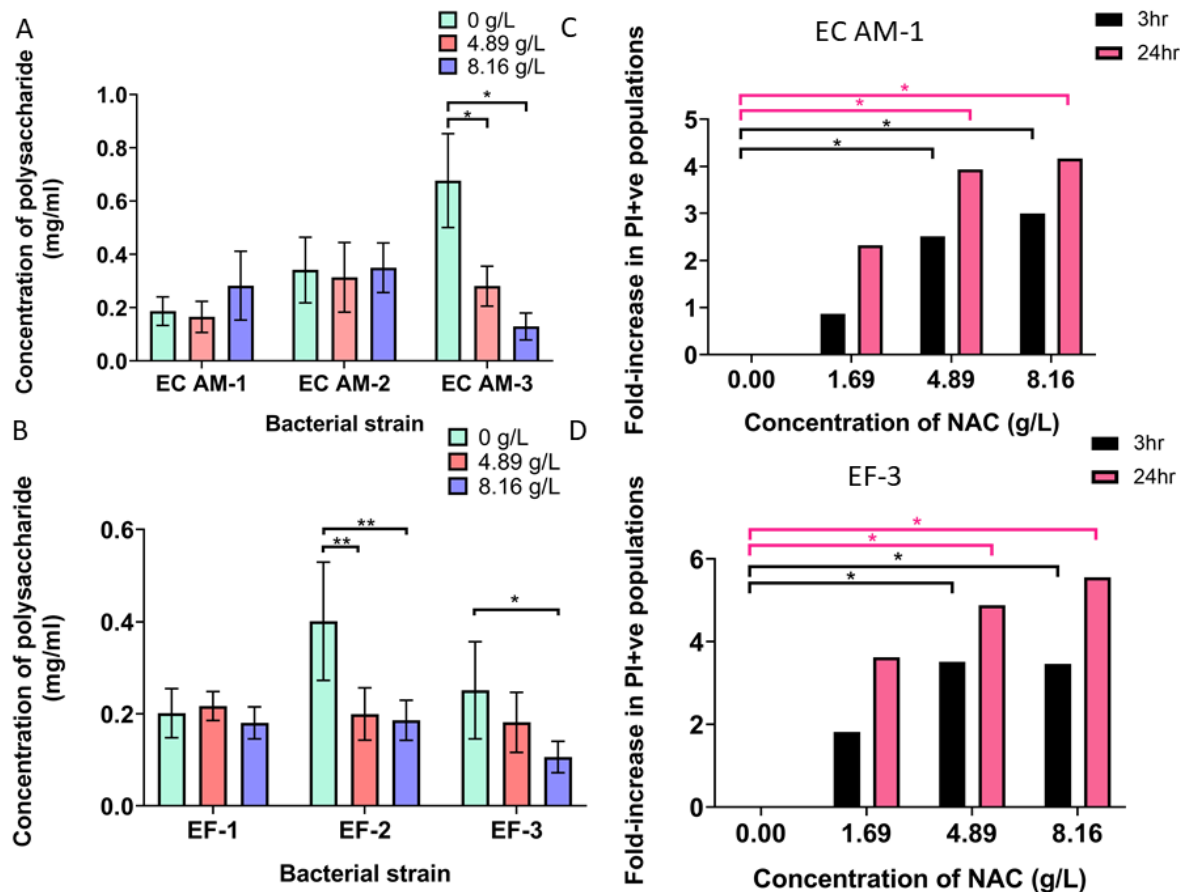 A
0 g/L
4.89 g/L
8.16 g/L
Concentration of polysaccharide
(mg/ml)
1.0
0.8
0.6
0.4
0.2
0.0
*
*
EC AM-1 EC AM-2 EC AM-3
Bacterial strain
B
0 g/L
4.89 g/L
8.16 g/L
Concentration of polysaccharide
(mg/ml)
0.6
0.4
0.2
0.0
**
**
*
EF-1 EF-2 EF-3
Bacterial strain
C
EC AM-1
3hr
24hr
Fold-increase in PI+ve populations
5
4
3
2
1
0
*
*
*
*
0.00 1.69 4.89 8.16
Concentration of NAC (g/L)
D
EF-3
3hr
24hr
Fold-increase in PI+ve populations
6
4
2
0
*
*
*
*
0.00 1.69 4.89 8.16
Concentration of NAC (g/L)